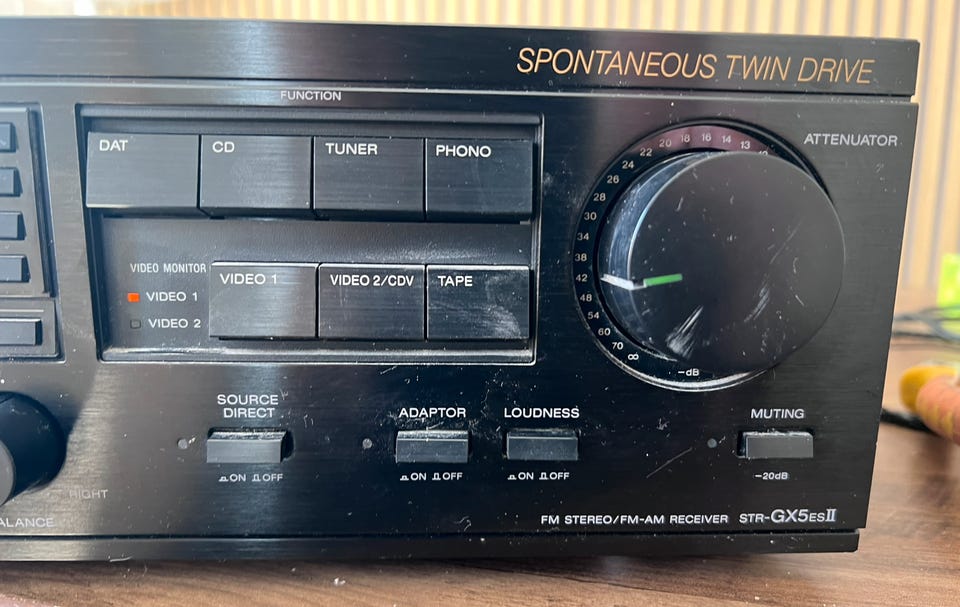 SPONTANEOUS TWIN DRIVE
FUNCTION
ATTENUATOR
DAT
CD
TUNER
PHONO
VIDEO MONITOR
VIDEO 1
VIDEO 2
VIDEO 1
VIDEO 2/CDV
TAPE
13
14
16
18
20
22
24
26
28
30
34
38
42
48
54
60
70
∞
-dB
SOURCE
DIRECT
ON OFF
ADAPTOR
ON OFF
LOUDNESS
ON OFF
MUTING
-20dB
RIGHT
ALANCE
FM STEREO/FM-AM RECEIVER STR-GX5ESII